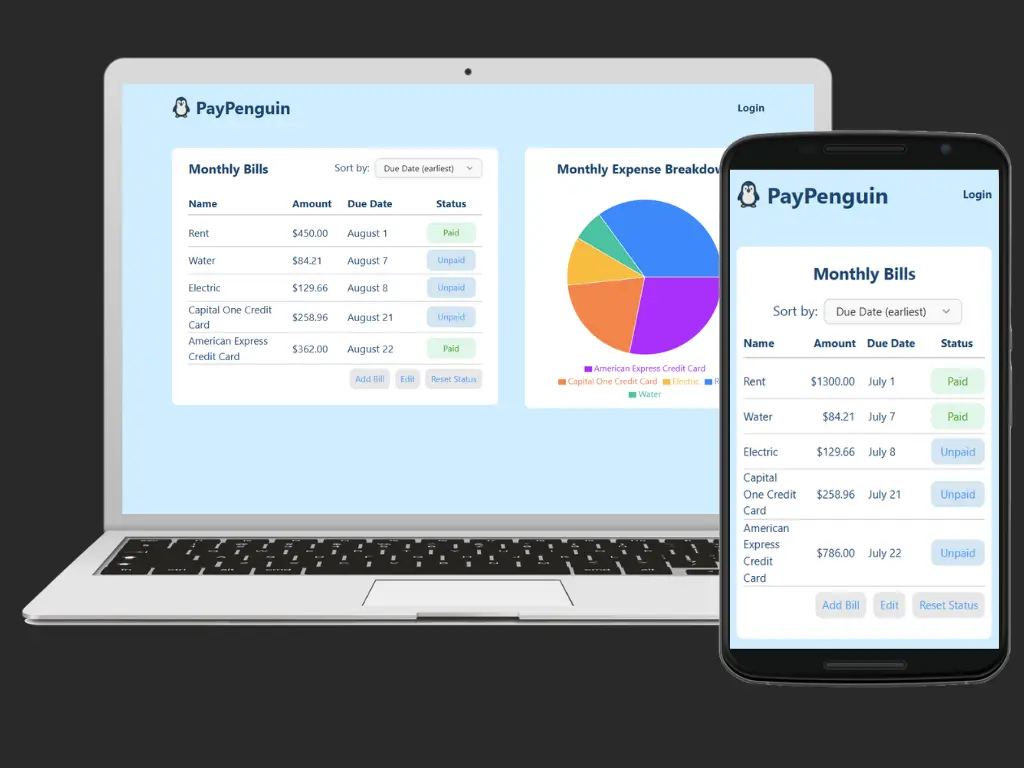 PayPenguin
Login
Monthly Bills
Sort by: Due Date (earliest)
Name Amount Due Date Status
Rent $450.00 August 1 Paid
Water $84.21 August 7 Unpaid
Electric $129.66 August 8 Unpaid
Capital One Credit
Card $258.96 August 21 Unpaid
American Express
Credit Card $362.00 August 22 Paid
Add Bill Edit Reset Status
Monthly Expense Breakdow
American Express Credit Card
Capital One Credit Card Electric R
Water
PayPenguin
Login
Monthly Bills
Sort by: Due Date (earliest)
Name Amount Due Date Status
Rent $1300.00 July 1 Paid
Water $84.21 July 7 Paid
Electric $129.66 July 8 Unpaid
Capital
One Credit $258.96 July 21 Unpaid
Card
American
Express
Credit $786.00 July 22 Unpaid
Card
Add Bill Edit Reset Status